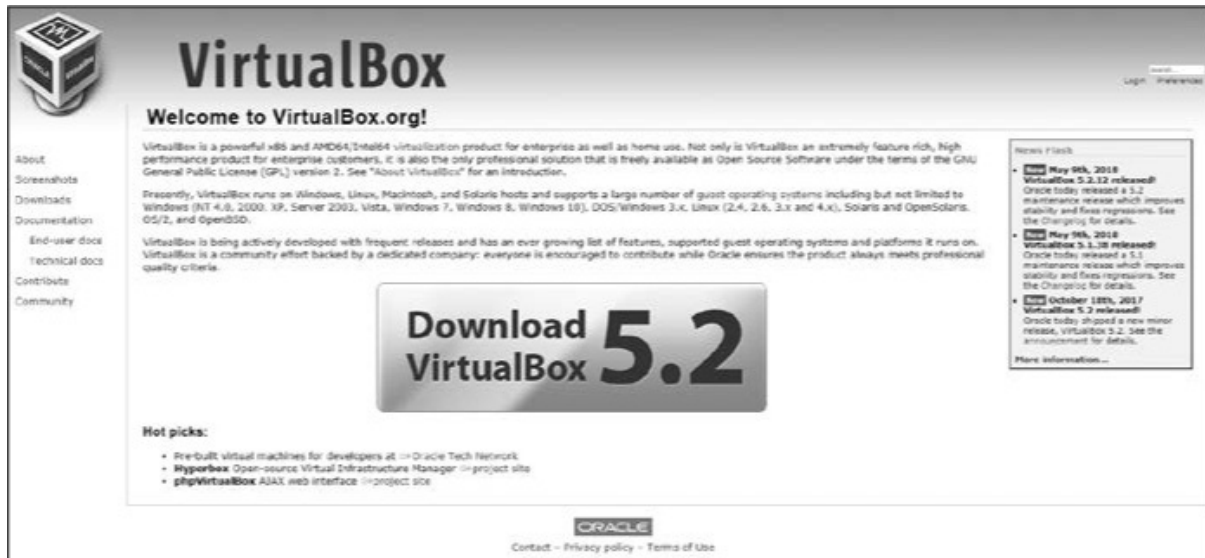 VirtualBox
ORACLE
VirtualBox
search...
Login Preferences
Welcome to VirtualBox.org!
About
Screenshots
Downloads
Documentation
End-user docs
Technical docs
Contribute
Community
VirtualBox is a powerful x86 and AMD64/Intel64 virtualization product for enterprise as well as home use. Not only is VirtualBox an extremely feature rich, high
performance product for enterprise customers, it is also the only professional solution that is freely available as Open Source Software under the terms of the GNU
General Public License (GPL) version 2. See "About VirtualBox" for an introduction.
Presently, VirtualBox runs on Windows, Linux, Macintosh, and Solaris hosts and supports a large number of guest operating systems including but not limited to
Windows (NT 4.0, 2000, XP, Server 2003, Vista, Windows 7, Windows 8, Windows 10), DOS/Windows 3.x, Linux (2.4, 2.6, 3.x and 4.x), Solaris and OpenSolaris,
OS/2, and OpenBSD.
VirtualBox is being actively developed with frequent releases and has an ever growing list of features, supported guest operating systems and platforms it runs on.
VirtualBox is a community effort backed by a dedicated company: everyone is encouraged to contribute while Oracle ensures the product always meets professional
quality criteria.
Download
VirtualBox 5.2
Hot picks:
• Pre-built virtual machines for developers at Oracle Tech Network
• Hyperbox Open-source Virtual Infrastructure Manager project site
• phpVirtualBox AJAX web interface project site
News Flash
• New May 9th, 2018
VirtualBox 5.2.12 released!
Oracle today released a 5.2
maintenance release which improves
stability and fixes regressions. See
the Changelog for details.
• New May 9th, 2018
VirtualBox 5.1.38 released!
Oracle today released a 5.1
maintenance release which improves
stability and fixes regressions. See
the Changelog for details.
• New October 18th, 2017
VirtualBox 5.2 released!
Oracle today shipped a new minor
release, VirtualBox 5.2. See the
announcement for details.
More information...
ORACLE
Contact – Privacy policy – Terms of Use